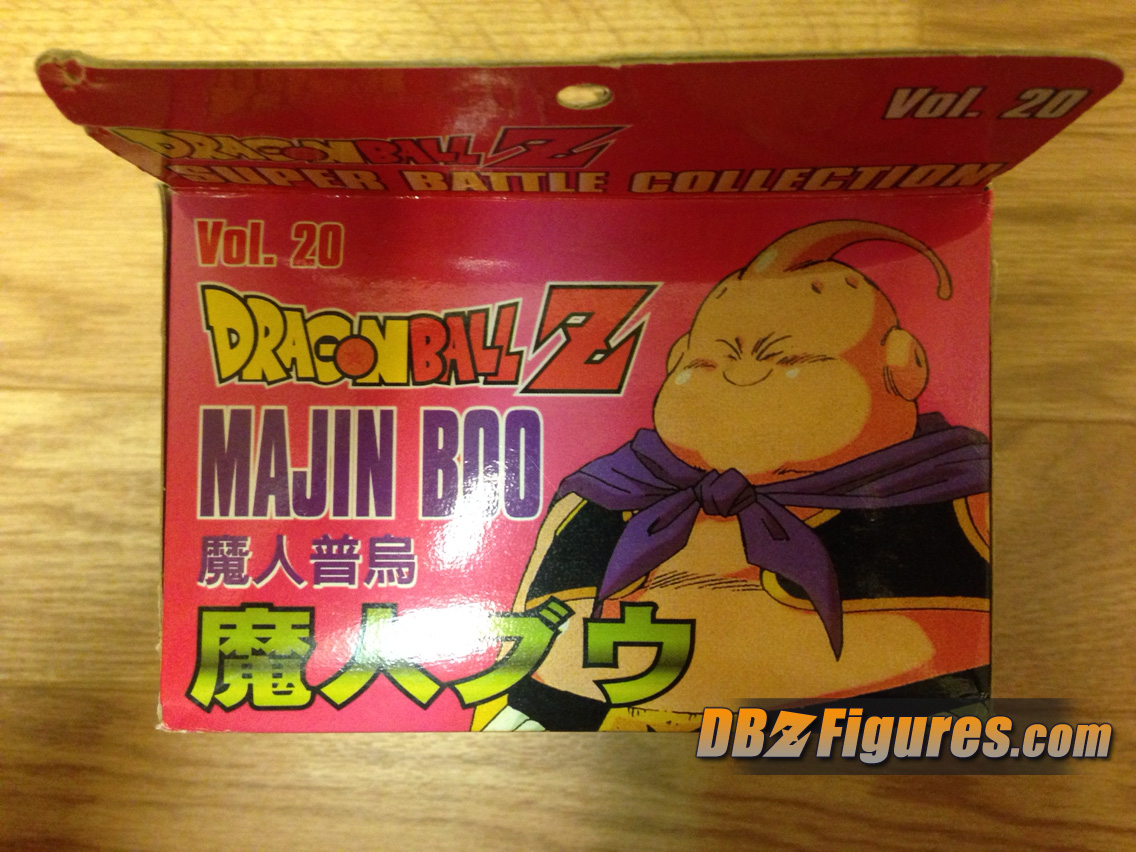 Vol. 20
DRAGONBALL Z
SUPER BATTLE COLLECTION
Vol. 20
DRAGONBALL Z
MAJIN BOO
魔人普烏
魔人ブウ
DBZFigures.com